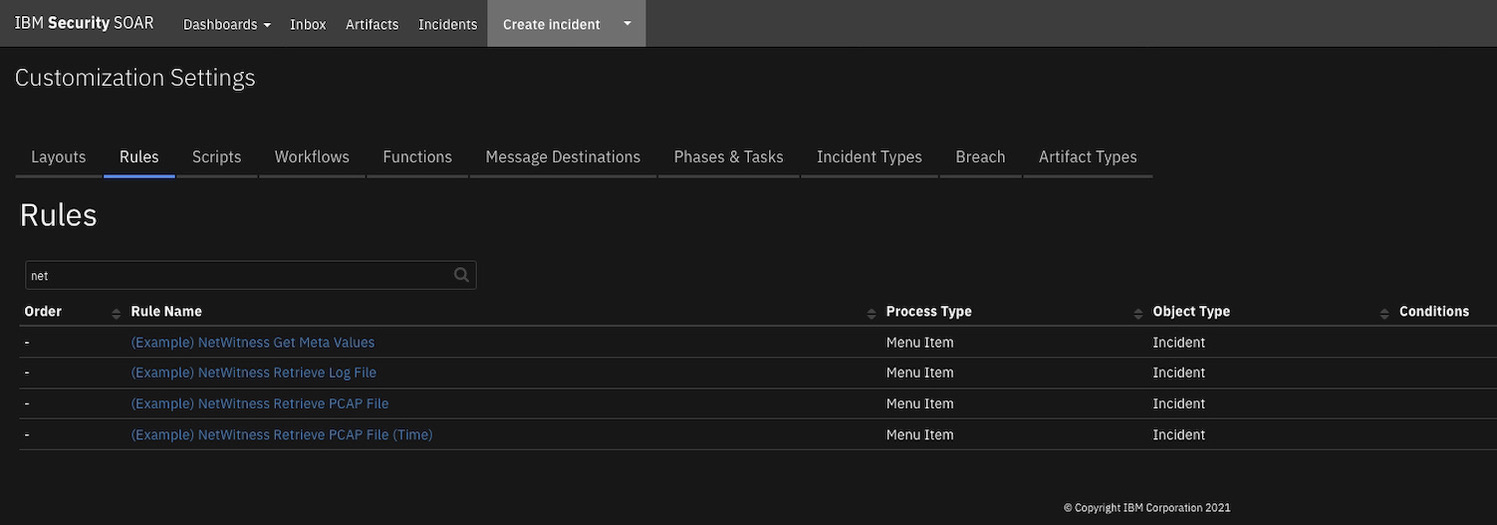 IBM Security SOAR Dashboards Inbox Artifacts Incidents Create incident
Customization Settings
Layouts Rules Scripts Workflows Functions Message Destinations Phases & Tasks Incident Types Breach Artifact Types
Rules
net
Order Rule Name Process Type Object Type Conditions
- (Example) NetWitness Get Meta Values Menu Item Incident
- (Example) NetWitness Retrieve Log File Menu Item Incident
- (Example) NetWitness Retrieve PCAP File Menu Item Incident
- (Example) NetWitness Retrieve PCAP File (Time) Menu Item Incident
© Copyright IBM Corporation 2021